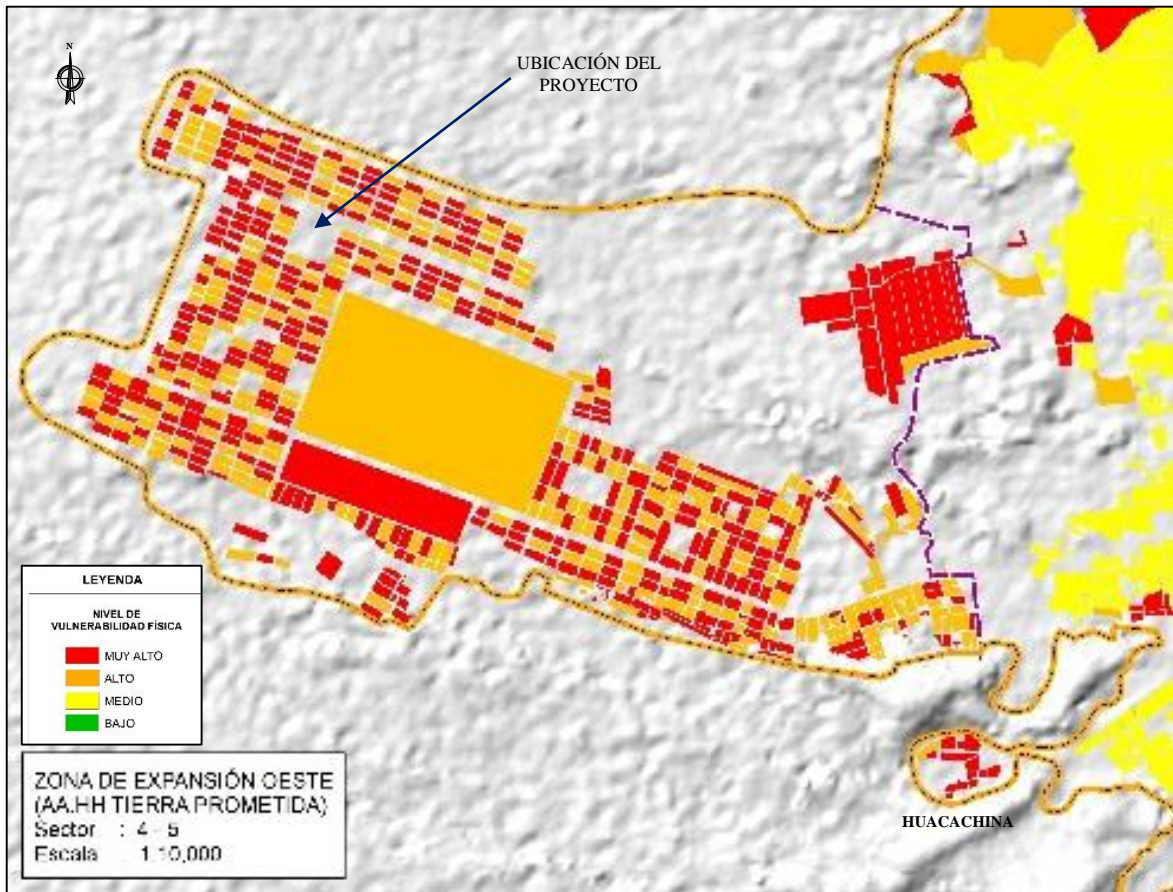 N
UBICACIÓN DEL
PROYECTO
LEYENDA
NIVEL DE
VULNERABILIDAD FÍSICA
MUY ALTO
ALTO
MEDIO
BAJO
ZONA DE EXPANSIÓN OESTE
(AA.HH TIERRA PROMETIDA)
Sector : 4 - 5
Escala 1:10,000
HUACACHINA